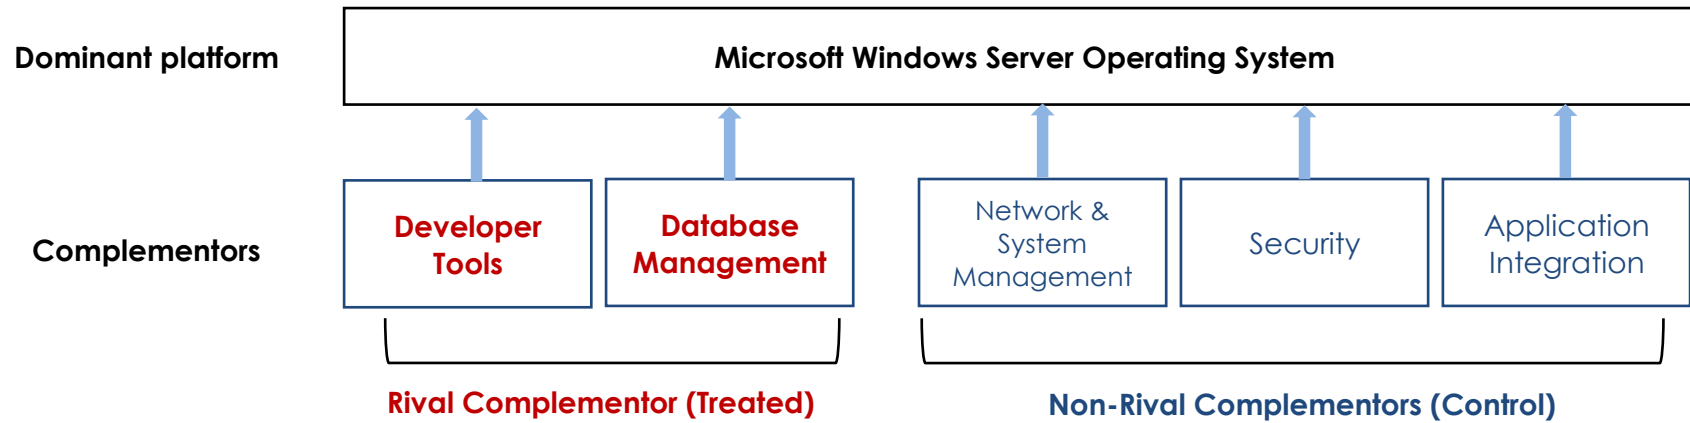 Dominant platform
Microsoft Windows Server Operating System
Complementors
Developer
Tools
Database
Management
Network &
System
Management
Security
Application
Integration
Rival Complementor (Treated)
Non-Rival Complementors (Control)